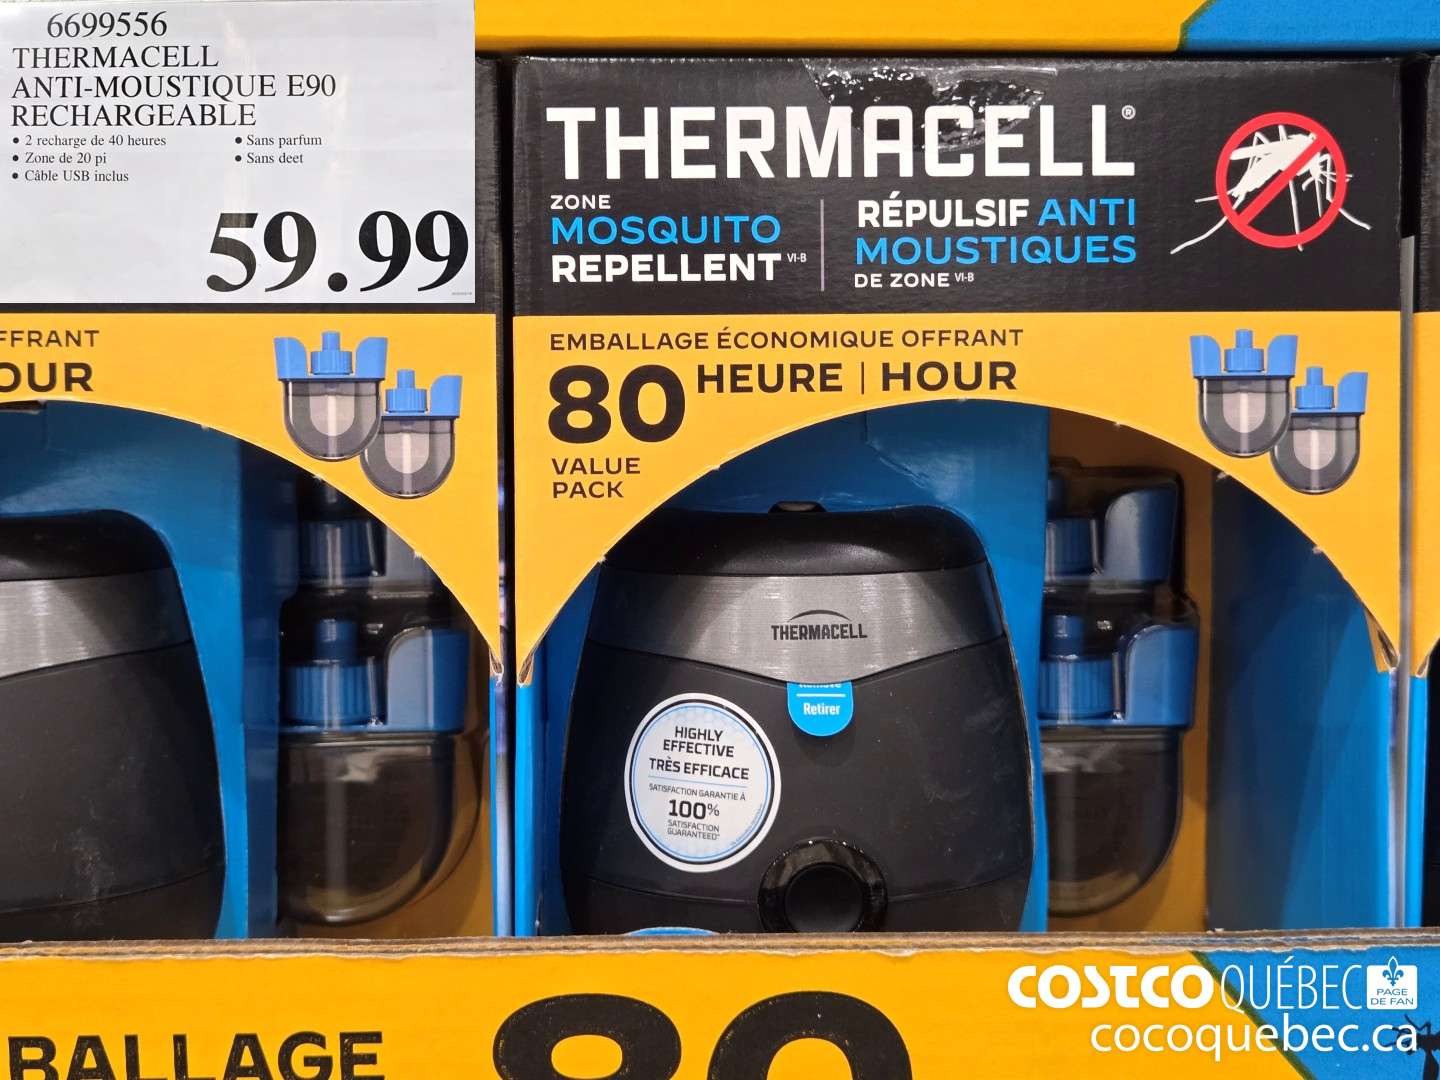 6699556
THERMACELL
ANTI-MOUSTIQUE E90
RECHARGEABLE
• 2 recharge de 40 heures
• Zone de 20 pi
• Câble USB inclus
• Sans parfum
• Sans deet
59.99
THERMACELL®
ZONE
MOSQUITO
REPELLENT VI-B
RÉPULSIF ANTI
MOUSTIQUES
DE ZONE VI-B
FFRANT
OUR
EMBALLAGE ÉCONOMIQUE OFFRANT
80 HEURE | HOUR
VALUE
PACK
THERMACELL
Remove
Retirer
HIGHLY
EFFECTIVE
TRÈS EFFICACE
SATISFACTION GARANTIE À
100%
SATISFACTION
GUARANTEED*
BALLAGE
80
COSTCO QUÉBEC
PAGE
DE FAN
cocoquebec.ca